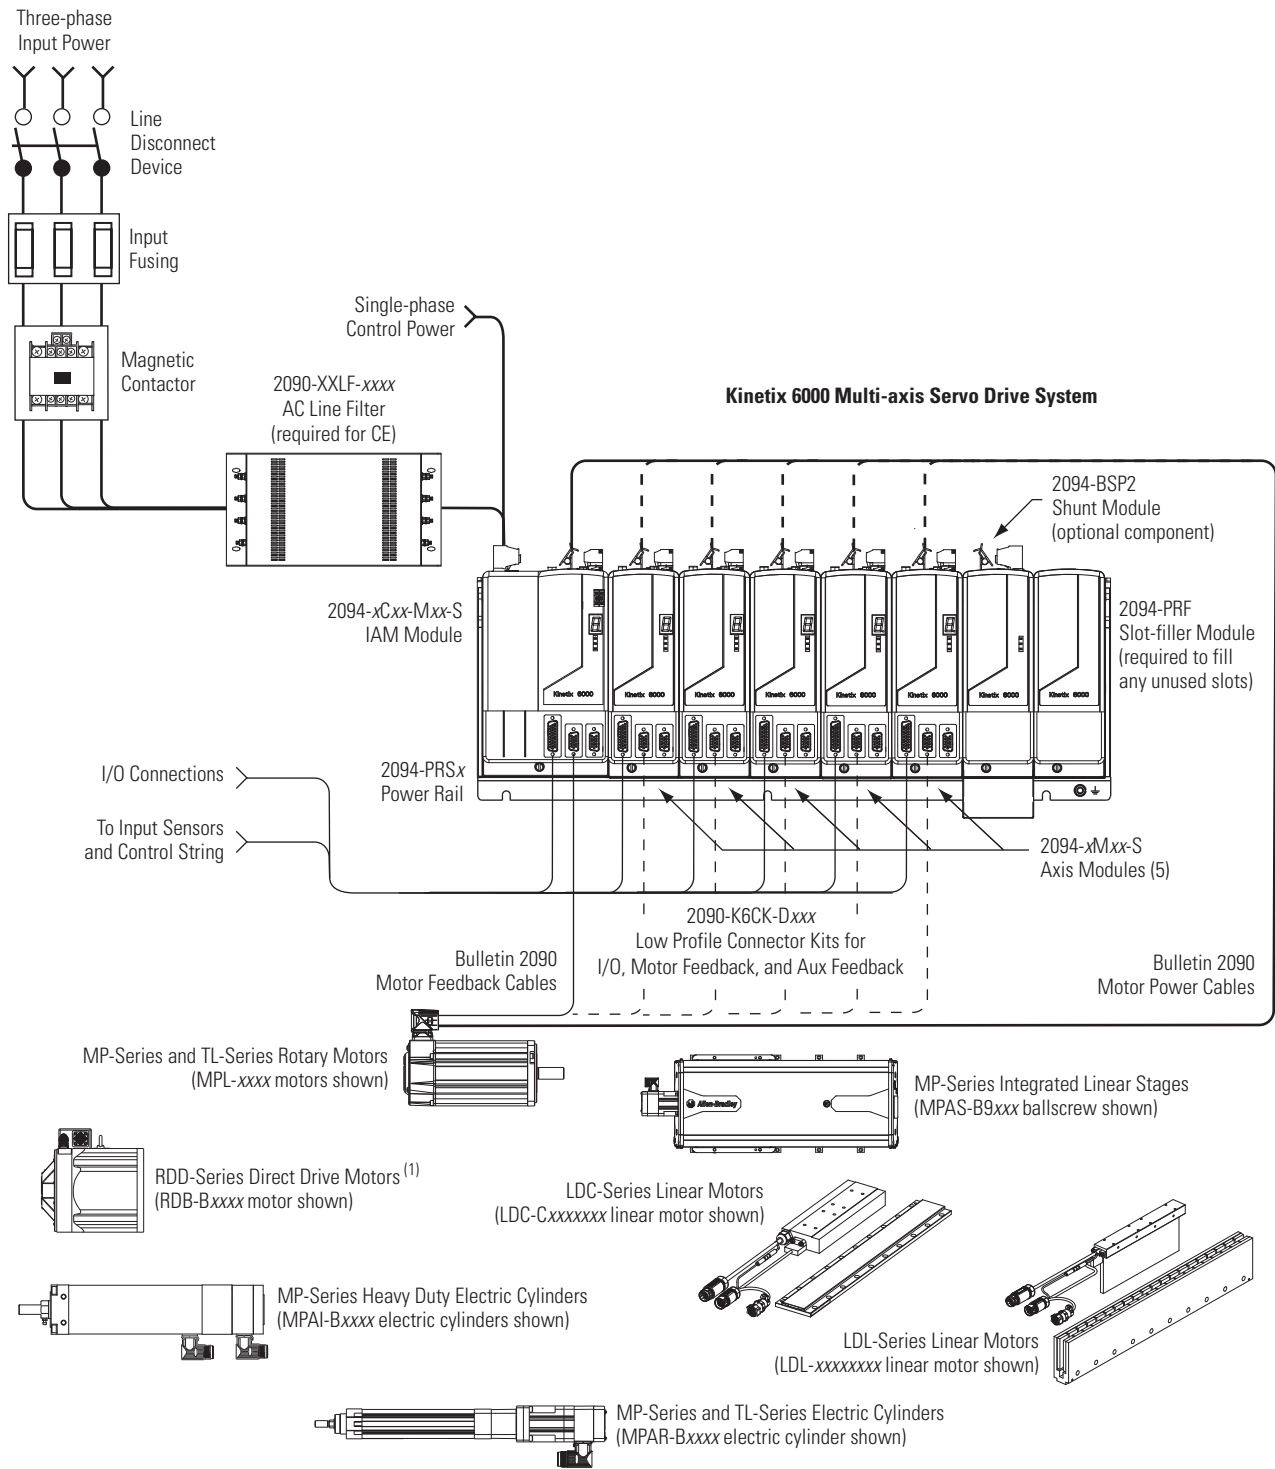 Three-phase
Input Power
Line
Disconnect
Device
Input
Fusing
Magnetic
Contactor
Single-phase
Control Power
2090-XXLF-xxxx
AC Line Filter
(required for CE)
Kinetix 6000 Multi-axis Servo Drive System
2094-BSP2
Shunt Module
(optional component)
2094-xCxx-Mxx-S
IAM Module
2094-PRF
Slot-filler Module
(required to fill
any unused slots)
Kinetix 6000
Kinetix 6000
Kinetix 6000
Kinetix 6000
Kinetix 6000
Kinetix 6000
Kinetix 6000
2094-PRSx
Power Rail
I/O Connections
To Input Sensors
and Control String
2094-xMxx-S
Axis Modules (5)
2090-K6CK-Dxxx
Low Profile Connector Kits for
I/O, Motor Feedback, and Aux Feedback
Bulletin 2090
Motor Feedback Cables
Bulletin 2090
Motor Power Cables
MP-Series and TL-Series Rotary Motors
(MPL-xxxx motors shown)
Allen-Bradley
MP-Series Integrated Linear Stages
(MPAS-B9xxx ballscrew shown)
RDD-Series Direct Drive Motors (1)
(RDB-Bxxxx motor shown)
LDC-Series Linear Motors
(LDC-Cxxxxxxx linear motor shown)
MP-Series Heavy Duty Electric Cylinders
(MPAI-Bxxxx electric cylinders shown)
LDL-Series Linear Motors
(LDL-xxxxxxxx linear motor shown)
MP-Series and TL-Series Electric Cylinders
(MPAR-Bxxxx electric cylinder shown)